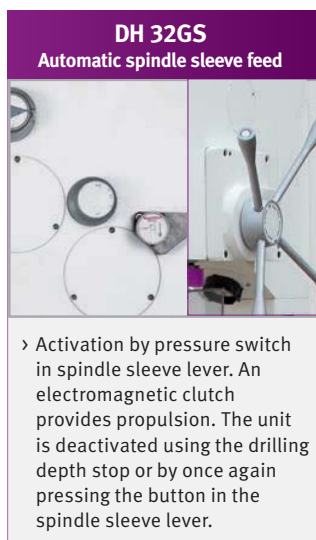 DH 32GS
Automatic spindle sleeve feed
› Activation by pressure switch
in spindle sleeve lever. An
electromagnetic clutch
provides propulsion. The unit
is deactivated using the drilling
depth stop or by once again
pressing the button in the
spindle sleeve lever.